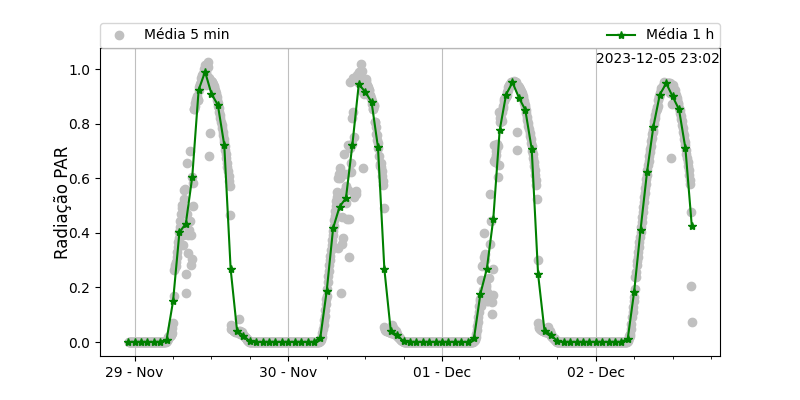 Média 5 min
Média 1 h
2023-12-05 23:02
Radiação PAR
1.0
0.8
0.6
0.4
0.2
0.0
29 - Nov
30 - Nov
01 - Dec
02 - Dec